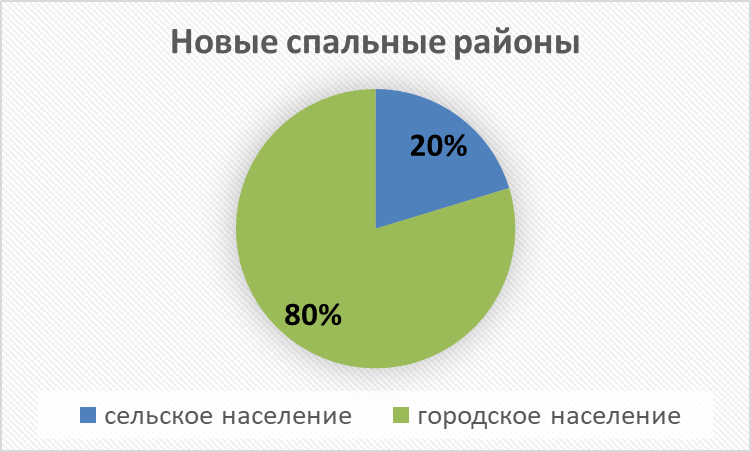 Новые спальные районы
20%
80%
сельское население
городское население